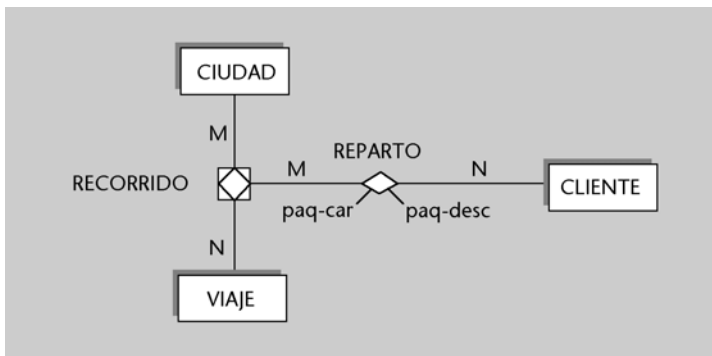 CIUDAD
M
REPARTO
RECORRIDO
M
N
CLIENTE
paq-car
paq-desc
N
VIAJE